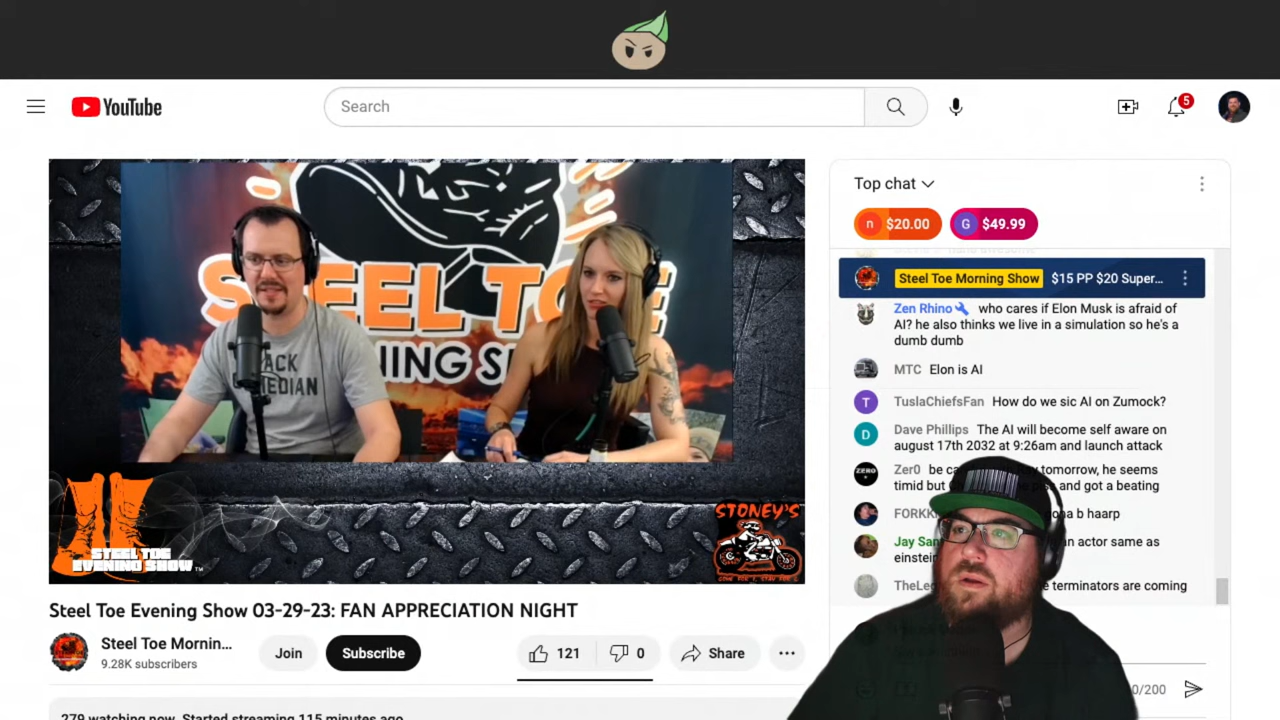 YouTube
Search
5
Top chat
n $20.00 G $49.99
Steel Toe Morning Show $15 PP $20 Super...
Zen Rhino who cares if Elon Musk is afraid of
AI? he also thinks we live in a simulation so he's a
dumb dumb
MTC Elon is AI
T TuslaChiefsFan How do we sic AI on Zumock?
D Dave Phillips The AI will become self aware on
august 17th 2032 at 9:26am and launch attack
ZERO Zer0 be tomorrow, he seems
timid but and got a beating
FORKK b haarp
Jay an actor same as
einstein
terminators are coming
/200
STEEL TOE
NING
STEEL TOE
EVENING SHOW™
STONEY'S
Steel Toe Evening Show 03-29-23: FAN APPRECIATION NIGHT
Steel Toe Mornin...
9.28K subscribers
Join
Subscribe
121
0
Share
279 watching now Started streaming 115 minutes ago